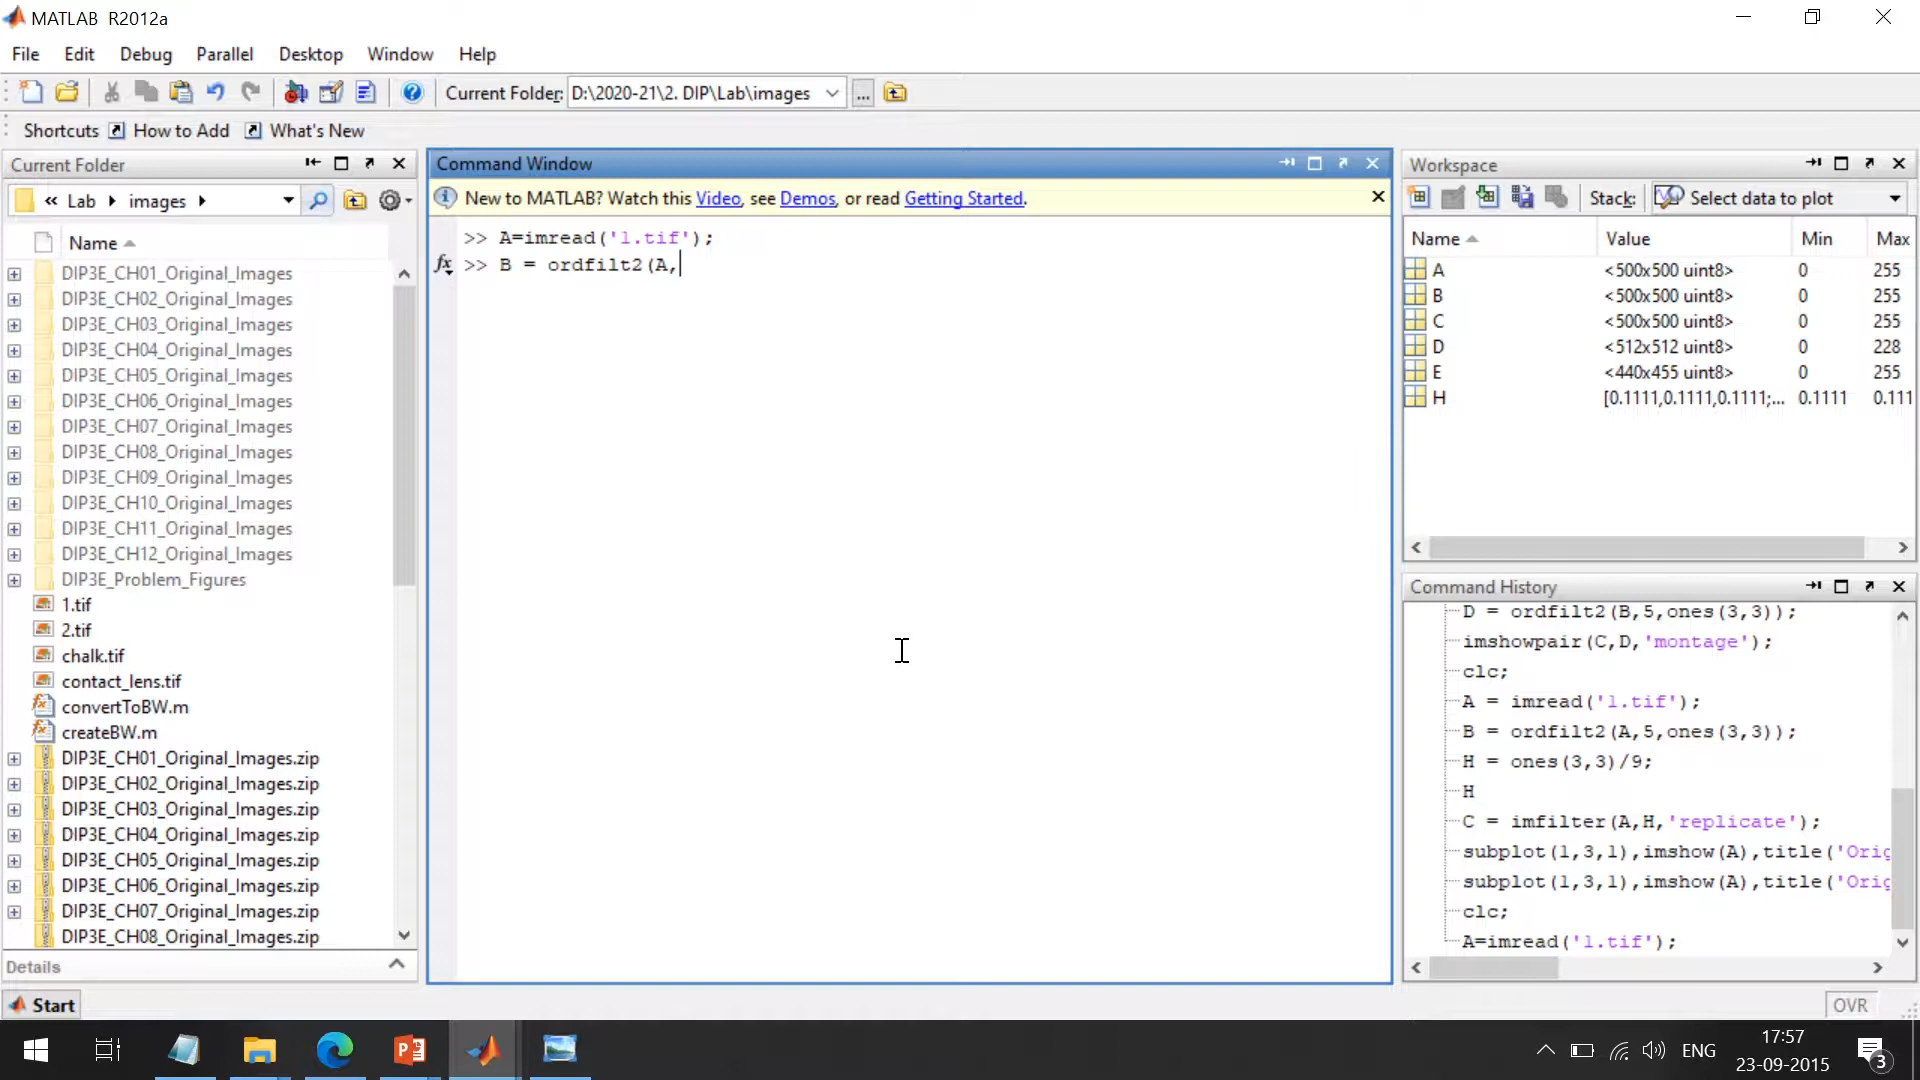 MATLAB R2012a
File Edit Debug Parallel Desktop Window Help
Current Folder: D:\2020-21\2. DIP\Lab\images ...
Shortcuts How to Add What's New
Current Folder
« Lab images
Name
DIP3E_CH01_Original_Images
DIP3E_CH02_Original_Images
DIP3E_CH03_Original_Images
DIP3E_CH04_Original_Images
DIP3E_CH05_Original_Images
DIP3E_CH06_Original_Images
DIP3E_CH07_Original_Images
DIP3E_CH08_Original_Images
DIP3E_CH09_Original_Images
DIP3E_CH10_Original_Images
DIP3E_CH11_Original_Images
DIP3E_CH12_Original_Images
DIP3E_Problem_Figures
1.tif
2.tif
chalk.tif
contact_lens.tif
convertToBW.m
createBW.m
DIP3E_CH01_Original_Images.zip
DIP3E_CH02_Original_Images.zip
DIP3E_CH03_Original_Images.zip
DIP3E_CH04_Original_Images.zip
DIP3E_CH05_Original_Images.zip
DIP3E_CH06_Original_Images.zip
DIP3E_CH07_Original_Images.zip
DIP3E_CH08_Original_Images.zip
Details
Command Window
New to MATLAB? Watch this Video, see Demos, or read Getting Started.
>> A=imread('1.tif');
fx >> B = ordfilt2(A,
Workspace
Stack: Select data to plot
Name Value Min Max
A <500x500 uint8> 0 255
B <500x500 uint8> 0 255
C <500x500 uint8> 0 255
D <512x512 uint8> 0 228
E <440x455 uint8> 0 255
H [0.1111,0.1111,0.1111;... 0.1111 0.111
Command History
D = ordfilt2(B,5,ones(3,3));
imshowpair(C,D,'montage');
clc;
A = imread('1.tif');
B = ordfilt2(A,5,ones(3,3));
H = ones(3,3)/9;
H
C = imfilter(A,H,'replicate');
subplot(1,3,1),imshow(A),title('Orig
subplot(1,3,1),imshow(A),title('Orig
clc;
A=imread('1.tif');
Start
OVR
ENG
17:57
23-09-2015
3